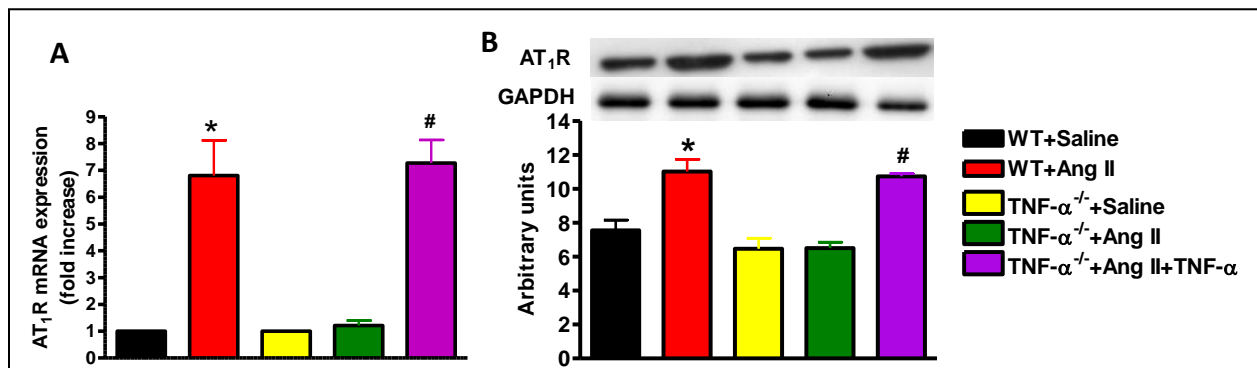 A
AT₁R mRNA expression
(fold increase)
9
8
7
6
5
4
3
2
1
0
*
#
B
AT₁R
GAPDH
Arbitrary units
14
12
10
8
6
4
2
0
*
#
WT+Saline
WT+Ang II
TNF-α⁻/⁻+Saline
TNF-α⁻/⁻+Ang II
TNF-α⁻/⁻+Ang II+TNF-α